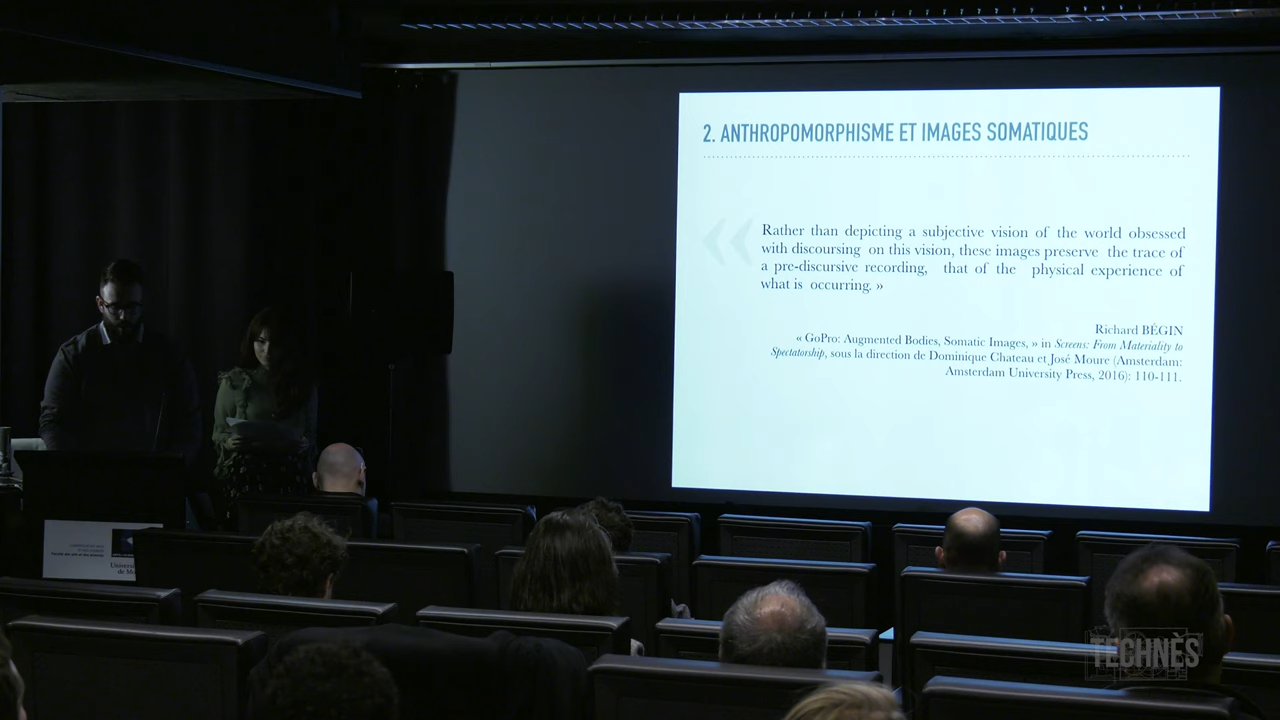 2. ANTHROPOMORPHISME ET IMAGES SOMATIQUES
« Rather than depicting a subjective vision of the world obsessed
with discoursing on this vision, these images preserve the trace of
a pre-discursive recording, that of the physical experience of
what is occurring. »
Richard BÉGIN
« GoPro: Augmented Bodies, Somatic Images, » in Screens: From Materiality to
Spectatorship, sous la direction de Dominique Chateau et José Moure (Amsterdam:
Amsterdam University Press, 2016): 110-111.
TECHNÈS